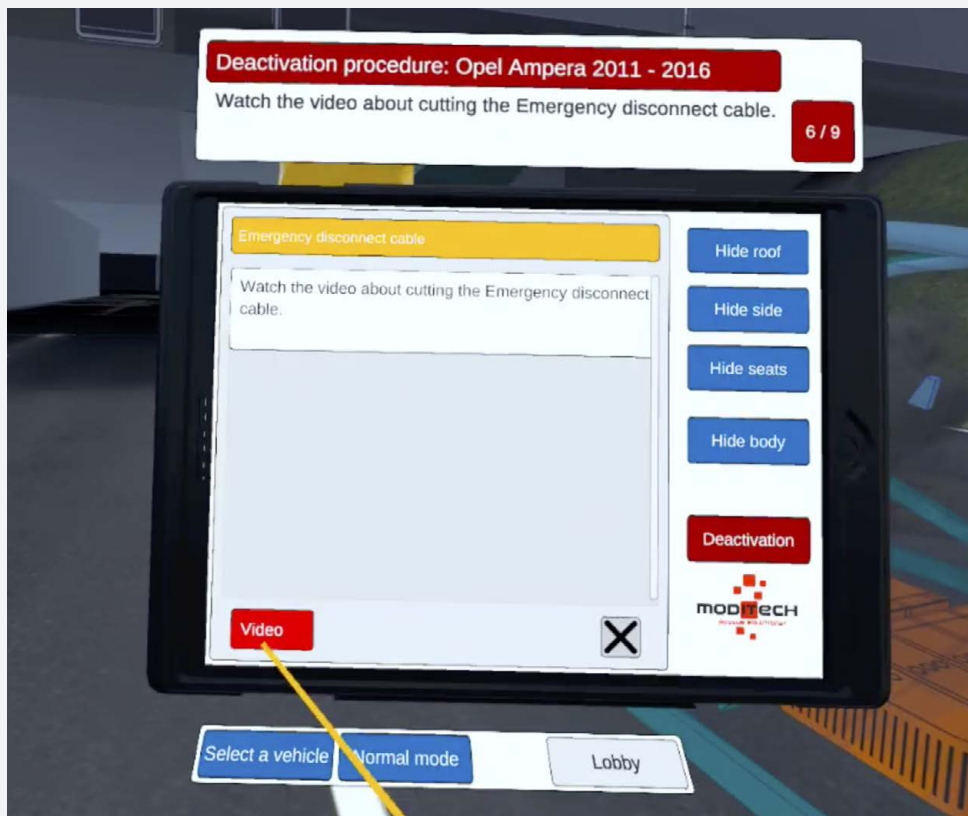 Deactivation procedure: Opel Ampera 2011 - 2016
Watch the video about cutting the Emergency disconnect cable.
6 / 9
Emergency disconnect cable
Watch the video about cutting the Emergency disconnect
cable.
Hide roof
Hide side
Hide seats
Hide body
Deactivation
MODITECH
Video
X
Select a vehicle
Normal mode
Lobby